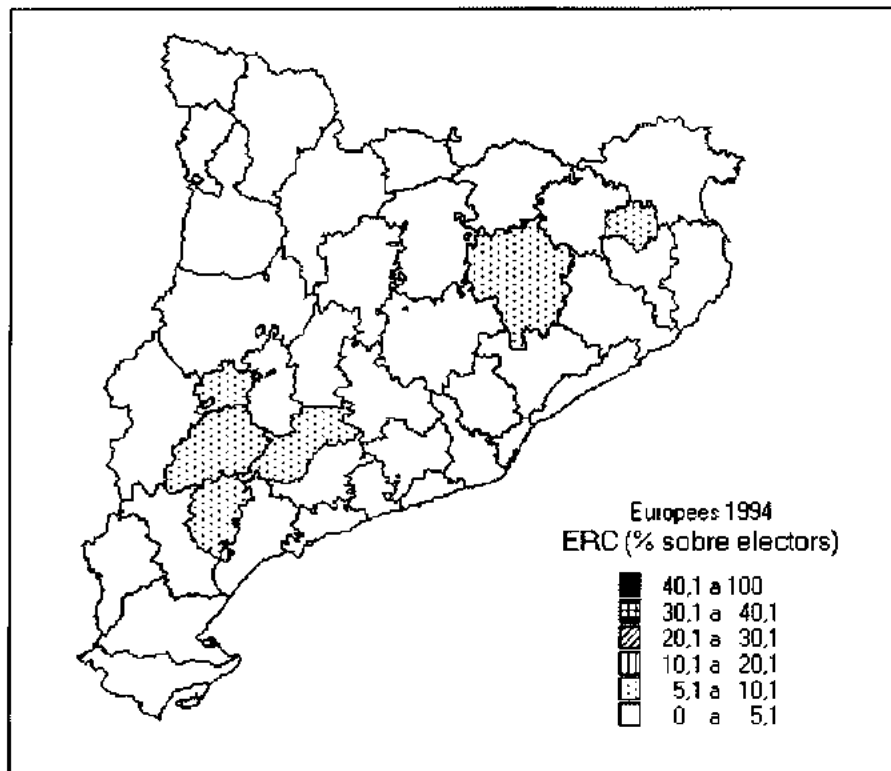 Europees 1994
ERC (% sobre electors)
40,1 a 100
30,1 a 40,1
20,1 a 30,1
10,1 a 20,1
5,1 a 10,1
0 a 5,1